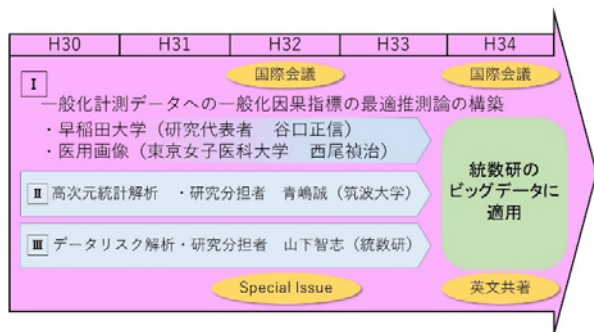 H30 H31 H32 H33 H34
国際会議 国際会議
I
一般化計測データへの一般化因果指標の最適推測論の構築
・早稲田大学（研究代表者　谷口正信）
・医用画像（東京女子医科大学　西尾禎治）
II 高次元統計解析　・研究分担者　青嶋誠（筑波大学）
III データリスク解析・研究分担者　山下智志（統数研）
統数研の
ビッグデータに
適用
Special Issue 英文共著